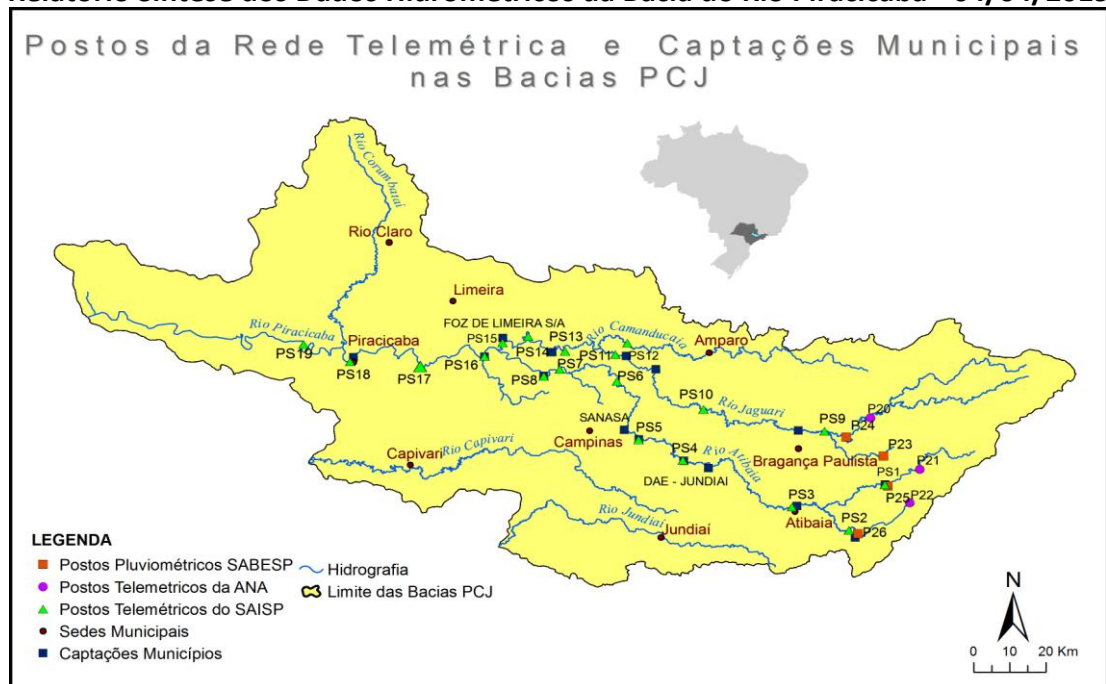 Postos da Rede Telemétrica e Captações Municipais
nas Bacias PCJ
Rio Corumbataí
Rio Claro
Limeira
FOZ DE LIMEIRA S/A
Rio Camanducaia
Rio Piracicaba
Piracicaba
PS15
PS13
PS14
PS11
PS12
Amparo
PS19
PS18
PS17
PS16
PS8
PS7
PS6
PS10
Rio Jaguari
PS9
P20
P24
SANASA
PS5
Campinas
Rio Atibaia
Bragança Paulista
P23
P21
Capivari
Rio Capivari
PS4
DAE - JUNDIAI
PS1
P25
P22
PS3
Atibaia
PS2
P26
Rio Jundiaí
Jundiaí
LEGENDA
Postos Pluviométricos SABESP
Hidrografia
Postos Telemetricos da ANA
Limite das Bacias PCJ
Postos Telemétricos do SAISP
Sedes Municipais
Captações Municípios
N
0 10 20 Km